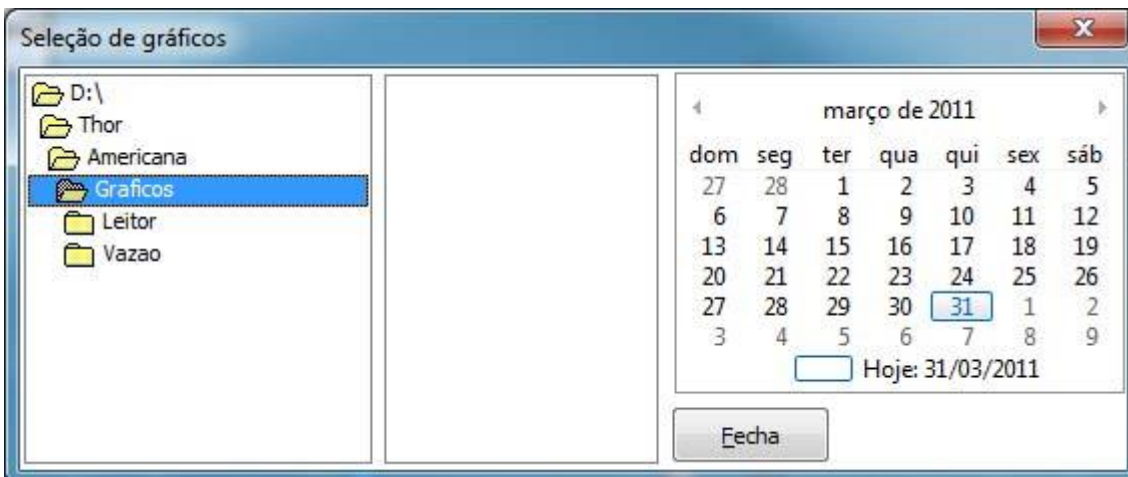 Seleção de gráficos
D:\
Thor
Americana
Graficos
Leitor
Vazao
março de 2011
dom seg ter qua qui sex sáb
27 28 1 2 3 4 5
6 7 8 9 10 11 12
13 14 15 16 17 18 19
20 21 22 23 24 25 26
27 28 29 30 31 1 2
3 4 5 6 7 8 9
Hoje: 31/03/2011
Fecha